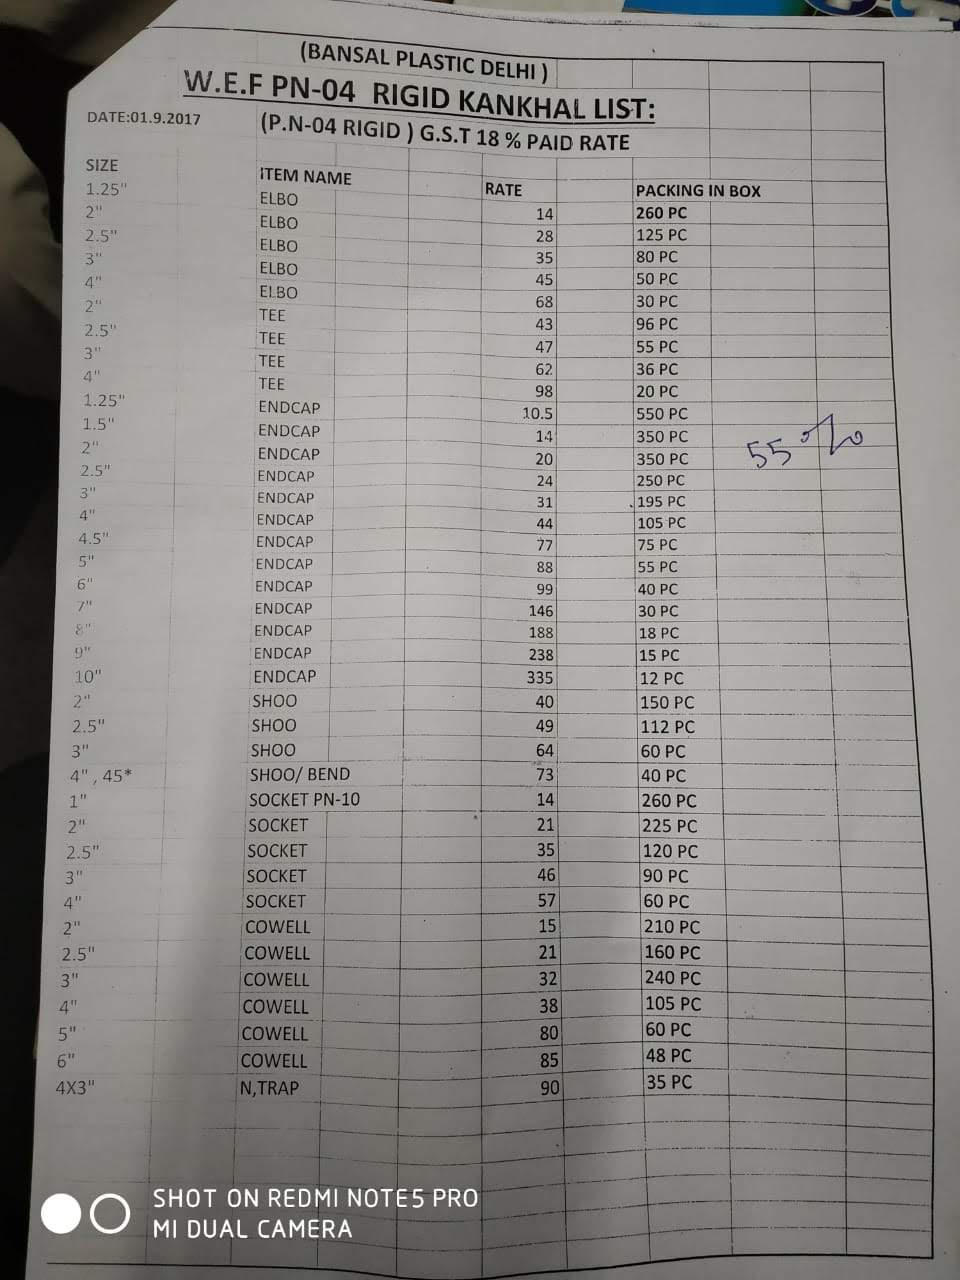 (BANSAL PLASTIC DELHI )
W.E.F PN-04 RIGID KANKHAL LIST:
DATE:01.9.2017 (P.N-04 RIGID ) G.S.T 18 % PAID RATE
SIZE ITEM NAME RATE PACKING IN BOX
1.25" ELBO 14 260 PC
2" ELBO 28 125 PC
2.5" ELBO 35 80 PC
3" ELBO 45 50 PC
4" ELBO 68 30 PC
2" TEE 43 96 PC
2.5" TEE 47 55 PC
3" TEE 62 36 PC
4" TEE 98 20 PC
1.25" ENDCAP 10.5 550 PC
1.5" ENDCAP 14 350 PC
55 %
2" ENDCAP 20 350 PC
2.5" ENDCAP 24 250 PC
3" ENDCAP 31 195 PC
4" ENDCAP 44 105 PC
4.5" ENDCAP 77 75 PC
5" ENDCAP 88 55 PC
6" ENDCAP 99 40 PC
7" ENDCAP 146 30 PC
8" ENDCAP 188 18 PC
9" ENDCAP 238 15 PC
10" ENDCAP 335 12 PC
2" SHOO 40 150 PC
2.5" SHOO 49 112 PC
3" SHOO 64 60 PC
4" , 45* SHOO/ BEND 73 40 PC
1" SOCKET PN-10 14 260 PC
2" SOCKET 21 225 PC
2.5" SOCKET 35 120 PC
3" SOCKET 46 90 PC
4" SOCKET 57 60 PC
2" COWELL 15 210 PC
2.5" COWELL 21 160 PC
3" COWELL 32 240 PC
4" COWELL 38 105 PC
5" COWELL 80 60 PC
6" COWELL 85 48 PC
4X3" N,TRAP 90 35 PC
SHOT ON REDMI NOTE5 PRO
MI DUAL CAMERA